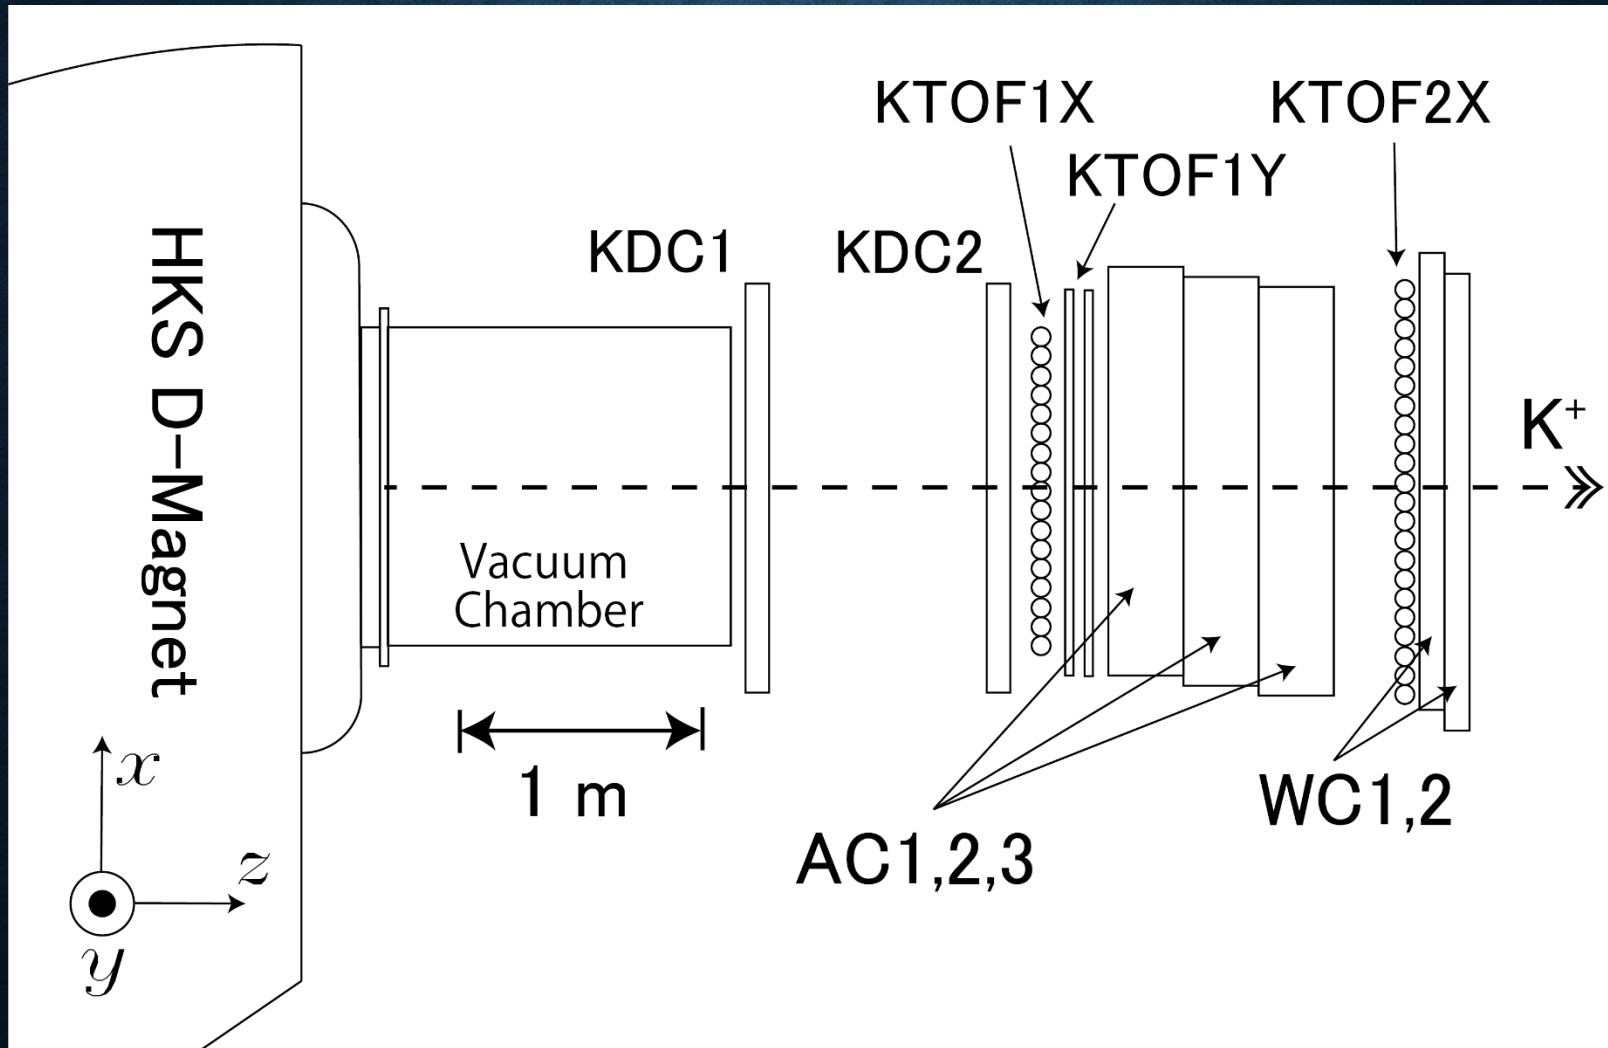 KTOF1X
KTOF2X
KTOF1Y
KDC1
KDC2
HKS D-Magnet
K⁺
Vacuum
Chamber
1 m
x
z
y
AC1,2,3
WC1,2